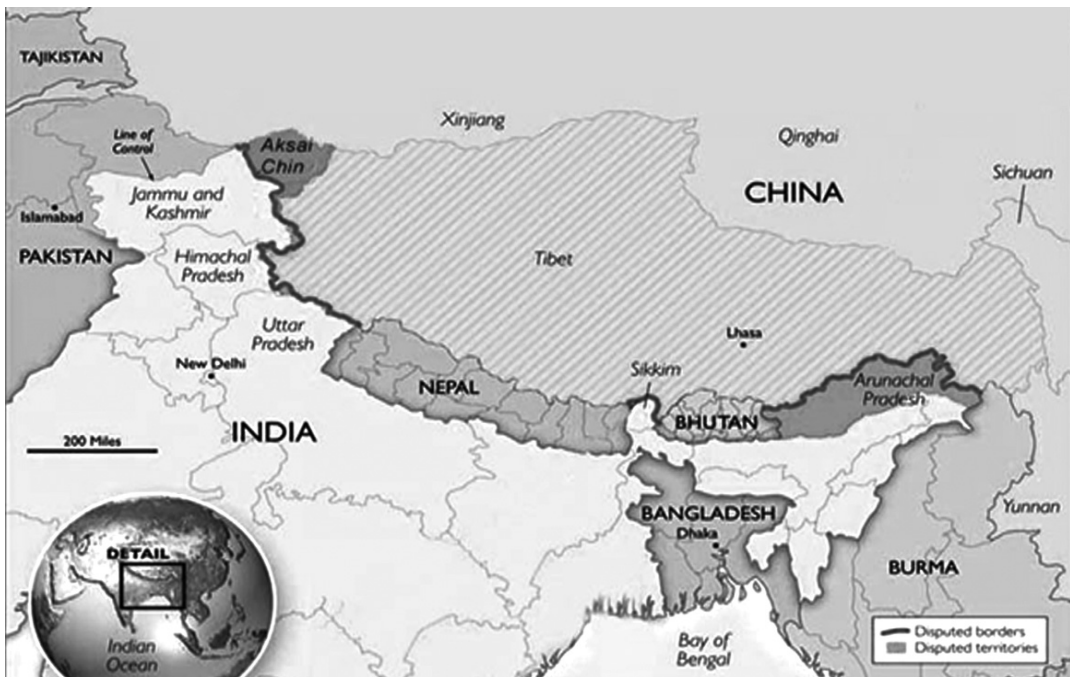 TAJIKISTAN
Xinjiang
Qinghai
Line of
Control
Aksai
Chin
Sichuan
CHINA
Jammu and
Kashmir
Islamabad
PAKISTAN
Himachal
Pradesh
Tibet
Uttar
Pradesh
Lhasa
New Delhi
Sikkim
Arunachal
Pradesh
NEPAL
BHUTAN
INDIA
200 Miles
BANGLADESH
Dhaka
Yunnan
DETAIL
BURMA
Indian
Ocean
Bay of
Bengal
Disputed borders
Disputed territories